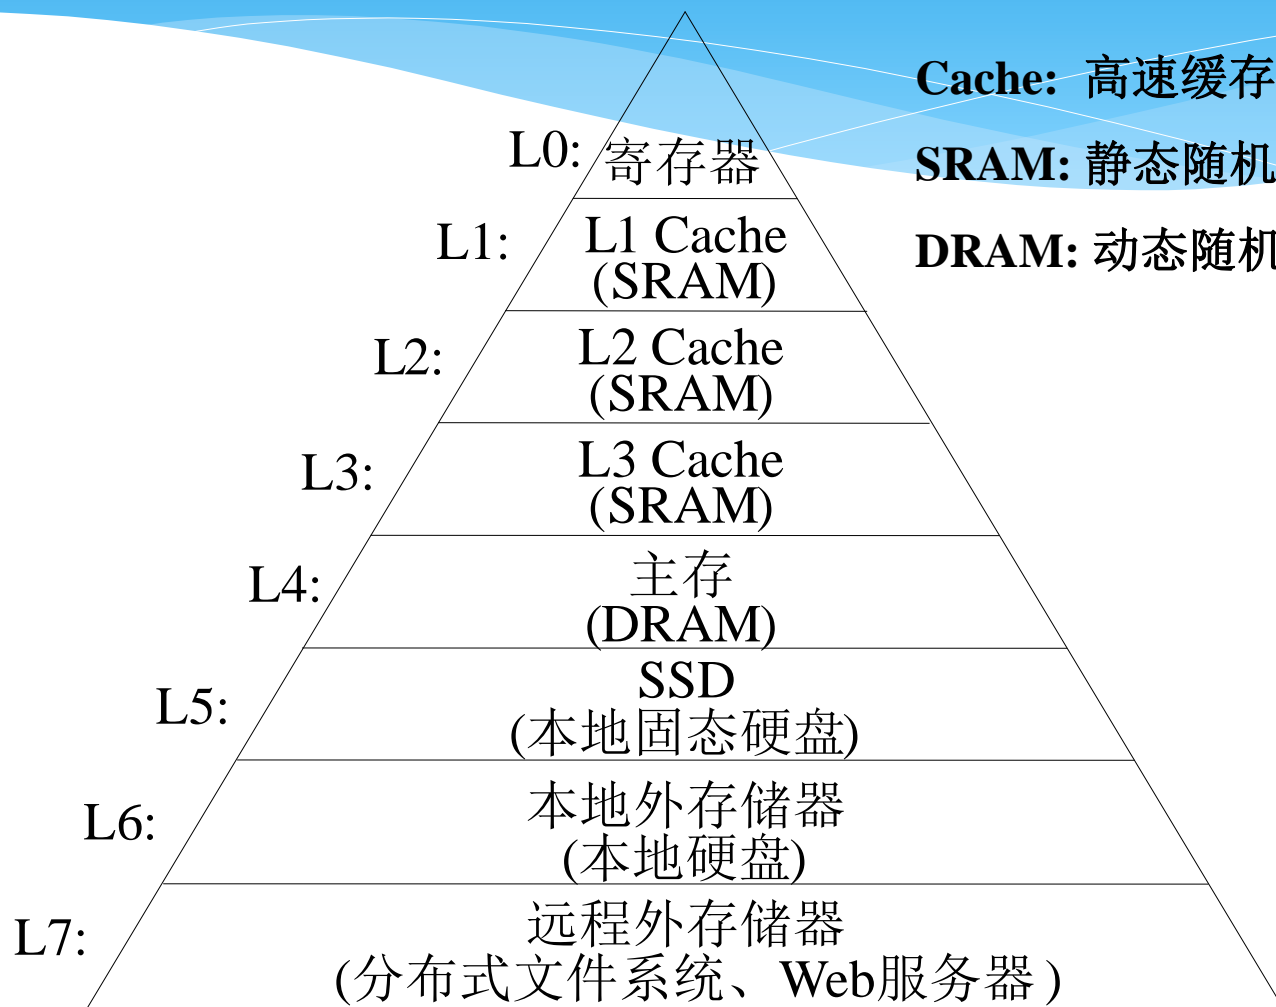 Cache: 高速缓存
SRAM: 静态随机
DRAM: 动态随机
L0: 寄存器
L1: L1 Cache
(SRAM)
L2: L2 Cache
(SRAM)
L3: L3 Cache
(SRAM)
L4: 主存
(DRAM)
L5: SSD
(本地固态硬盘)
L6: 本地外存储器
(本地硬盘)
L7: 远程外存储器
(分布式文件系统、Web服务器)